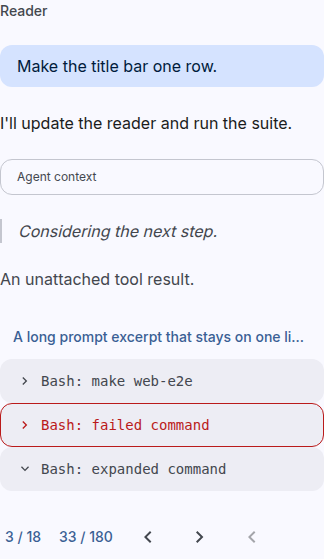 Reader
Make the title bar one row.
I'll update the reader and run the suite.
Agent context
Considering the next step.
An unattached tool result.
A long prompt excerpt that stays on one li...
Bash: make web-e2e
Bash: failed command
Bash: expanded command
3 / 18 33 / 180